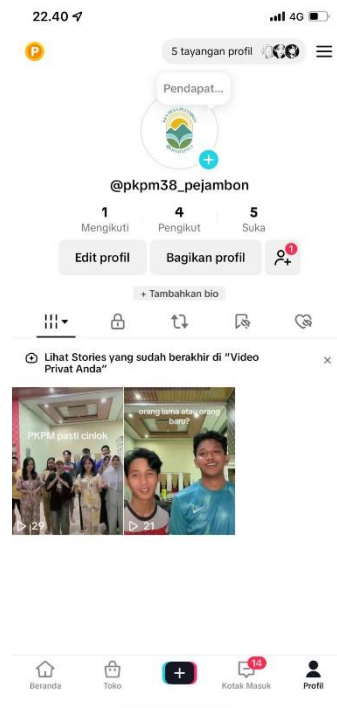 22.40
4G
P
5 tayangan profil
Pendapat...
@pkpm38_pejambon
1 4 5
Mengikuti Pengikut Suka
Edit profil Bagikan profil 1
+ Tambahkan bio
Lihat Stories yang sudah berakhir di "Video
Privat Anda"
PKPM pasti cinlok
orang lama atau orang
baru?
29
21
14
Beranda Toko Kotak Masuk Profil